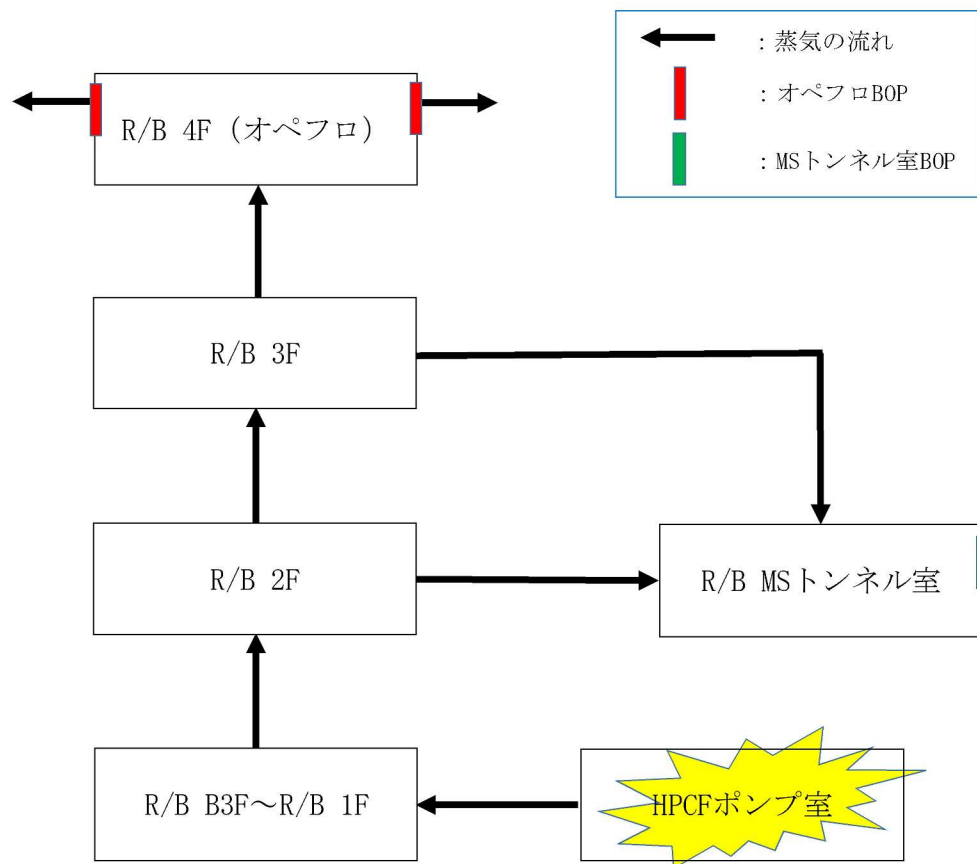 ：蒸気の流れ
：オペフロBOP
：MSトンネル室BOP
R/B 4F（オペフロ）
R/B 3F
R/B 2F
R/B MSトンネル室
R/B B3F～R/B 1F
HPCFポンプ室